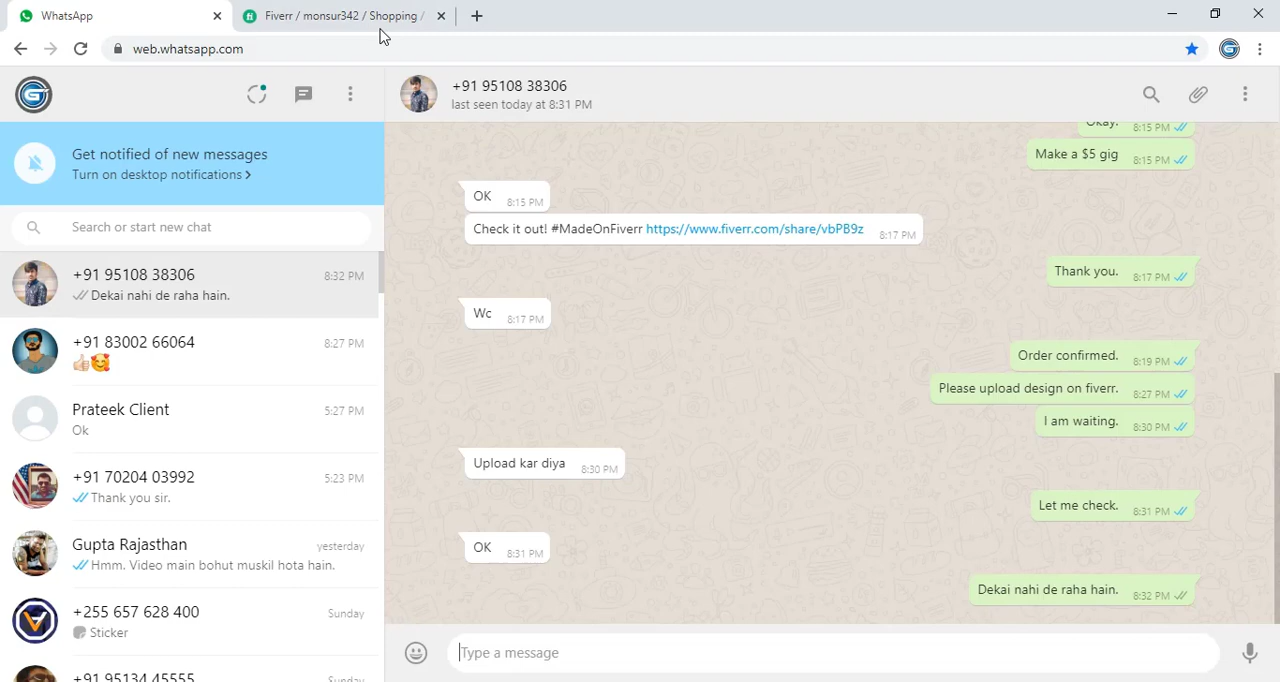 WhatsApp
Fiverr / monsur342 / Shopping /
web.whatsapp.com
+91 95108 38306
last seen today at 8:31 PM
Get notified of new messages
Turn on desktop notifications >
Search or start new chat
+91 95108 38306 8:32 PM
Dekai nahi de raha hain.
+91 83002 66064 8:27 PM
Prateek Client 5:27 PM
Ok
+91 70204 03992 5:23 PM
Thank you sir.
Gupta Rajasthan yesterday
Hmm. Video main bohut muskil hota hain.
+255 657 628 400 Sunday
Sticker
+91 95134 45555 Sunday
Okay. 8:15 PM
Make a $5 gig 8:15 PM
OK 8:15 PM
Check it out! #MadeOnFiverr https://www.fiverr.com/share/vbPB9z 8:17 PM
Thank you. 8:17 PM
Wc 8:17 PM
Order confirmed. 8:19 PM
Please upload design on fiverr. 8:27 PM
I am waiting. 8:30 PM
Upload kar diya 8:30 PM
Let me check. 8:31 PM
OK 8:31 PM
Dekai nahi de raha hain. 8:32 PM
Type a message